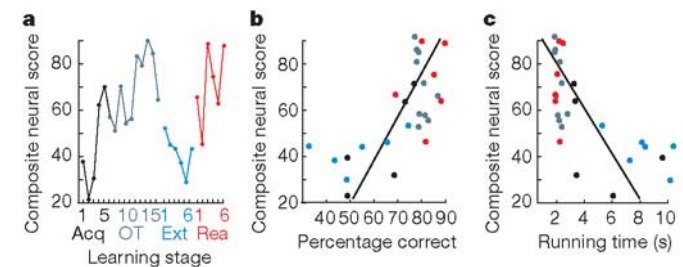 a
Composite neural score
80
60
40
20
1 5 10 151 6 1 6
Acq OT Ext Rea
Learning stage
b
Composite neural score
80
60
40
20
40 50 60 70 80 90
Percentage correct
c
Composite neural score
80
60
40
20
2 4 6 8 10
Running time (s)